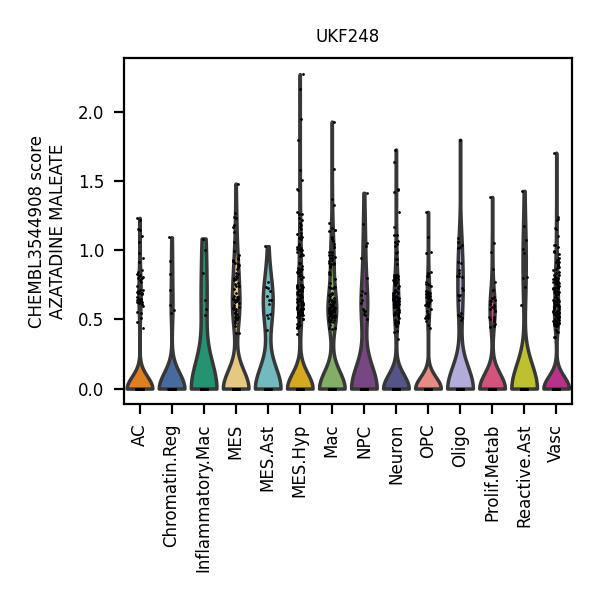 UKF248
CHEMBL3544908 score
AZATADINE MALEATE
2.0
1.5
1.0
0.5
0.0
AC
Chromatin.Reg
Inflammatory.Mac
MES
MES.Ast
MES.Hyp
Mac
NPC
Neuron
OPC
Oligo
Prolif.Metab
Reactive.Ast
Vasc